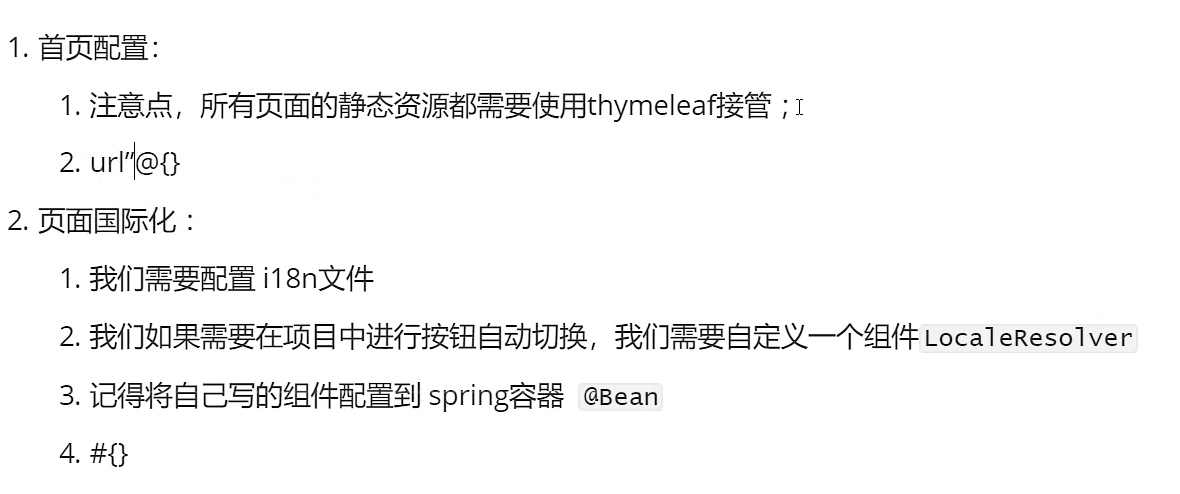 1. 首页配置：
1. 注意点，所有页面的静态资源都需要使用thymeleaf接管；
2. url”@{}
2. 页面国际化：
1. 我们需要配置 i18n文件
2. 我们如果需要在项目中进行按钮自动切换，我们需要自定义一个组件LocaleResolver
3. 记得将自己写的组件配置到 spring容器 @Bean
4. #{}